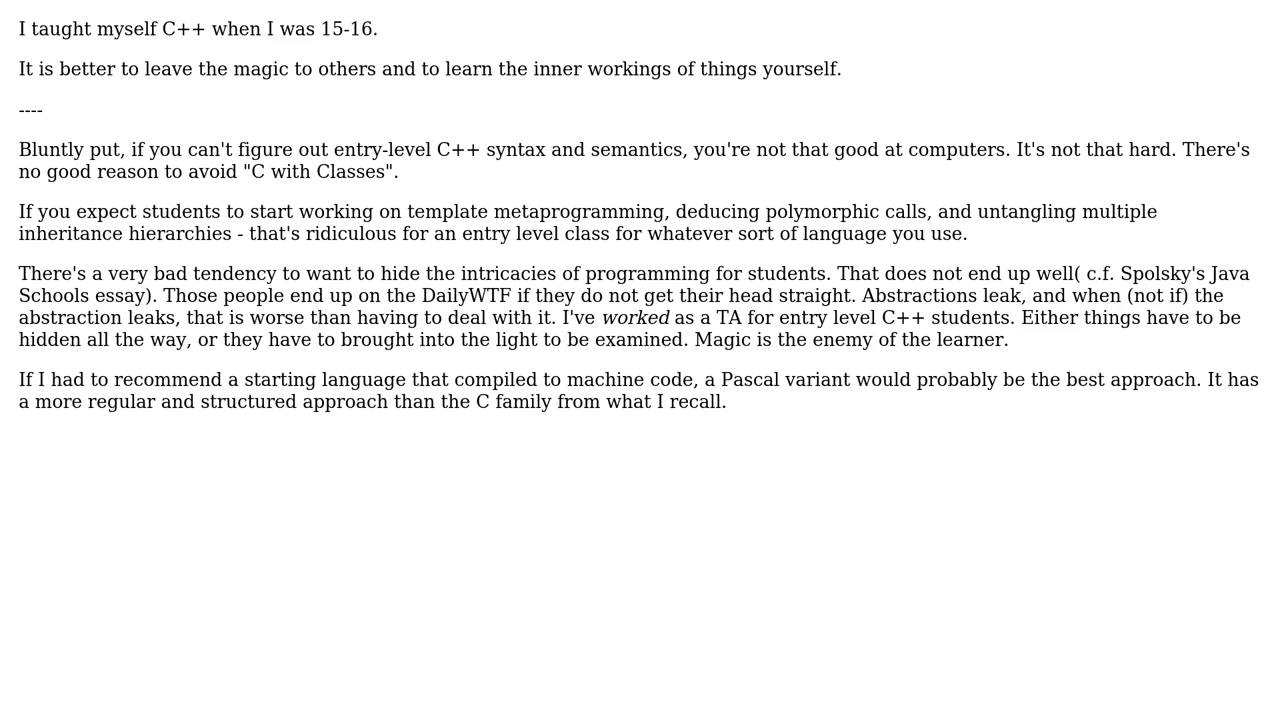 I taught myself C++ when I was 15-16.
It is better to leave the magic to others and to learn the inner workings of things yourself.
----
Bluntly put, if you can't figure out entry-level C++ syntax and semantics, you're not that good at computers. It's not that hard. There's
no good reason to avoid "C with Classes".
If you expect students to start working on template metaprogramming, deducing polymorphic calls, and untangling multiple
inheritance hierarchies - that's ridiculous for an entry level class for whatever sort of language you use.
There's a very bad tendency to want to hide the intricacies of programming for students. That does not end up well( c.f. Spolsky's Java
Schools essay). Those people end up on the DailyWTF if they do not get their head straight. Abstractions leak, and when (not if) the
abstraction leaks, that is worse than having to deal with it. I've worked as a TA for entry level C++ students. Either things have to be
hidden all the way, or they have to brought into the light to be examined. Magic is the enemy of the learner.
If I had to recommend a starting language that compiled to machine code, a Pascal variant would probably be the best approach. It has
a more regular and structured approach than the C family from what I recall.